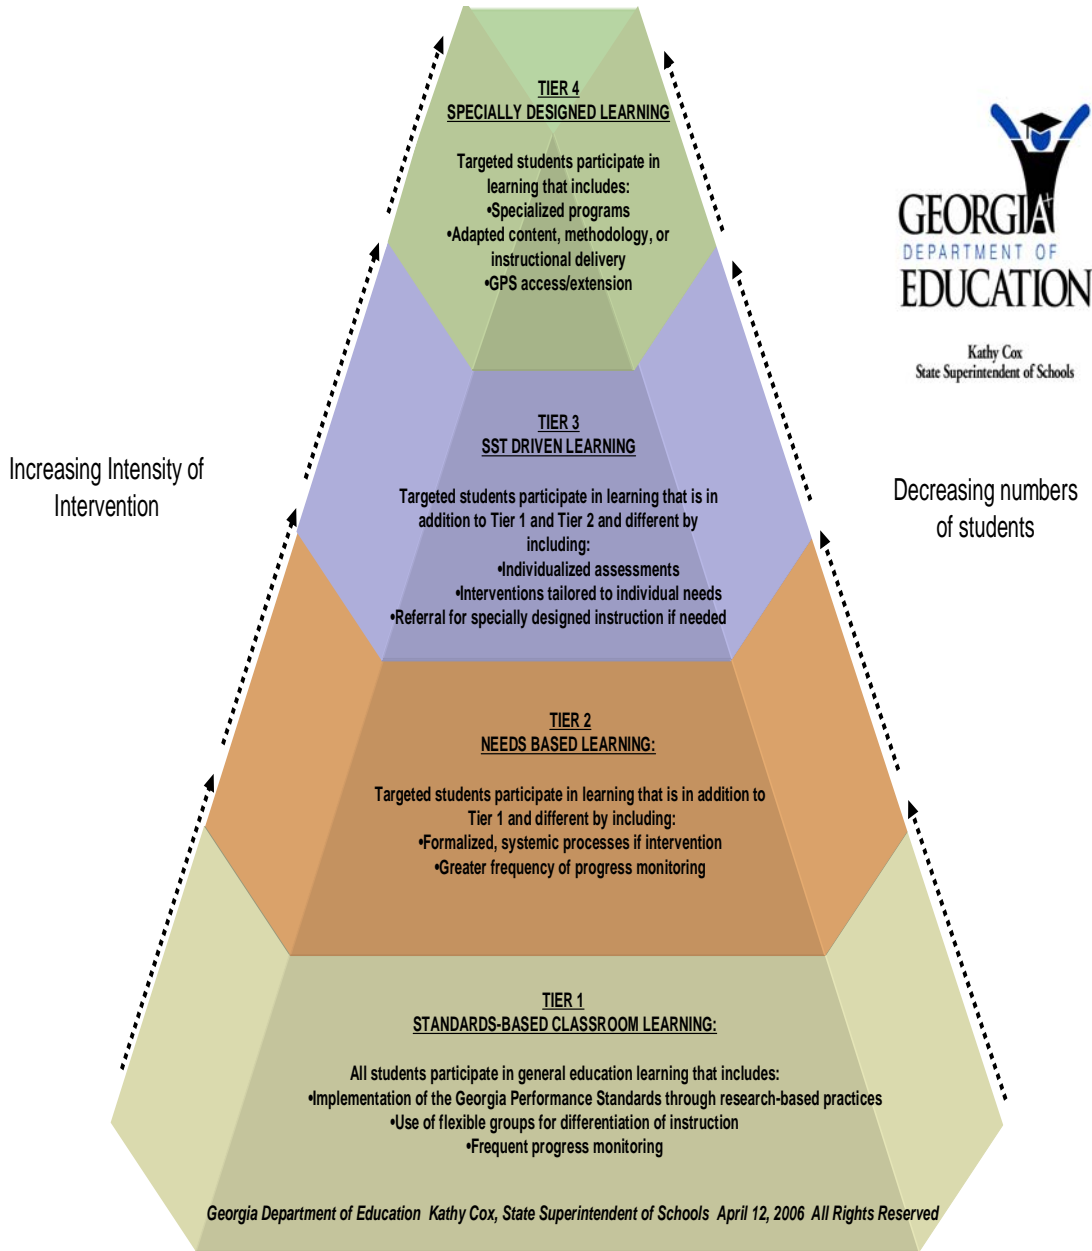 TIER 4
SPECIALLY DESIGNED LEARNING
Targeted students participate in
learning that includes:
•Specialized programs
•Adapted content, methodology, or
instructional delivery
•GPS access/extension
GEORGIA
DEPARTMENT OF
EDUCATION
Kathy Cox
State Superintendent of Schools
TIER 3
SST DRIVEN LEARNING
Targeted students participate in learning that is in
addition to Tier 1 and Tier 2 and different by
including:
•Individualized assessments
•Interventions tailored to individual needs
•Referral for specially designed instruction if needed
Increasing Intensity of
Intervention
Decreasing numbers
of students
TIER 2
NEEDS BASED LEARNING:
Targeted students participate in learning that is in addition to
Tier 1 and different by including:
•Formalized, systemic processes if intervention
•Greater frequency of progress monitoring
TIER 1
STANDARDS-BASED CLASSROOM LEARNING:
All students participate in general education learning that includes:
•Implementation of the Georgia Performance Standards through research-based practices
•Use of flexible groups for differentiation of instruction
•Frequent progress monitoring
Georgia Department of Education Kathy Cox, State Superintendent of Schools April 12, 2006 All Rights Reserved